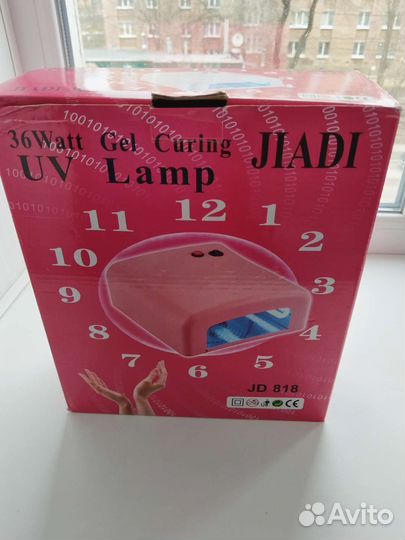 36Watt Gel Curing JIADI
UV Lamp
11 12 1
10 2
9 3
8 4
7 6 5
JD 818
CE
Avito